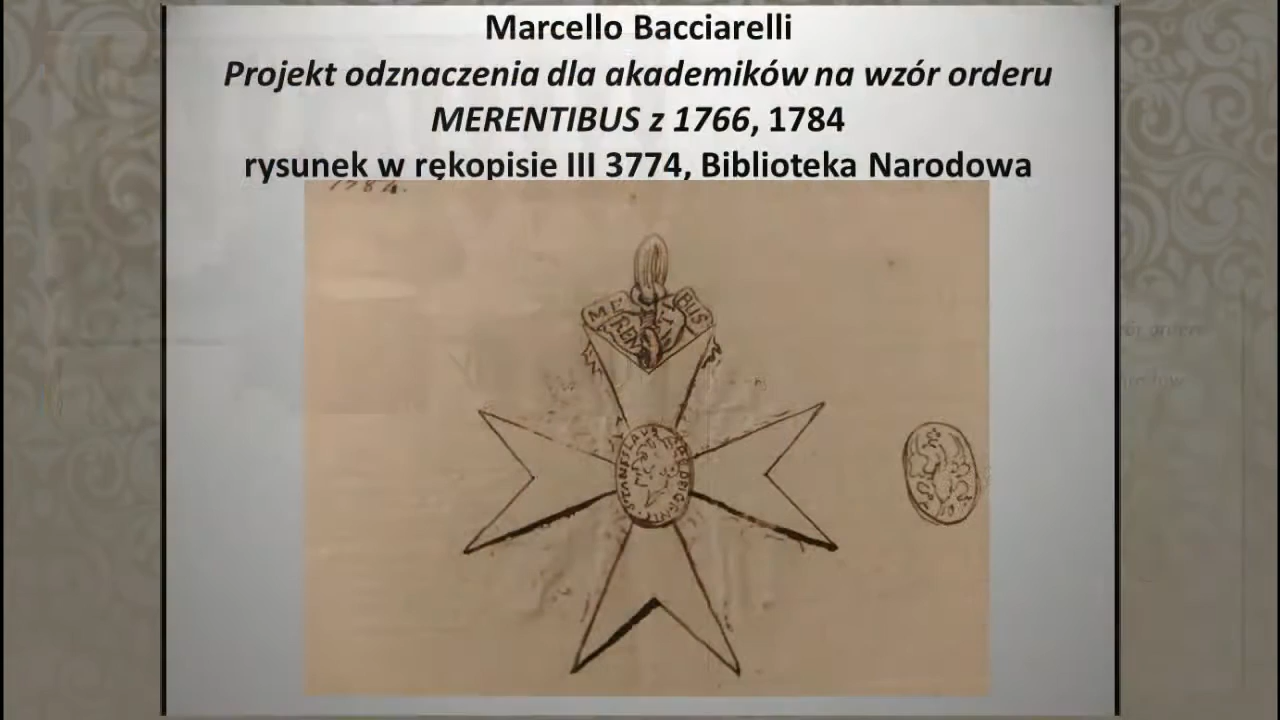 Marcello Bacciarelli
Projekt odznaczenia dla akademików na wzór orderu
MERENTIBUS z 1766, 1784
rysunek w rękopisie III 3774, Biblioteka Narodowa
1784.
ME REN TI BUS